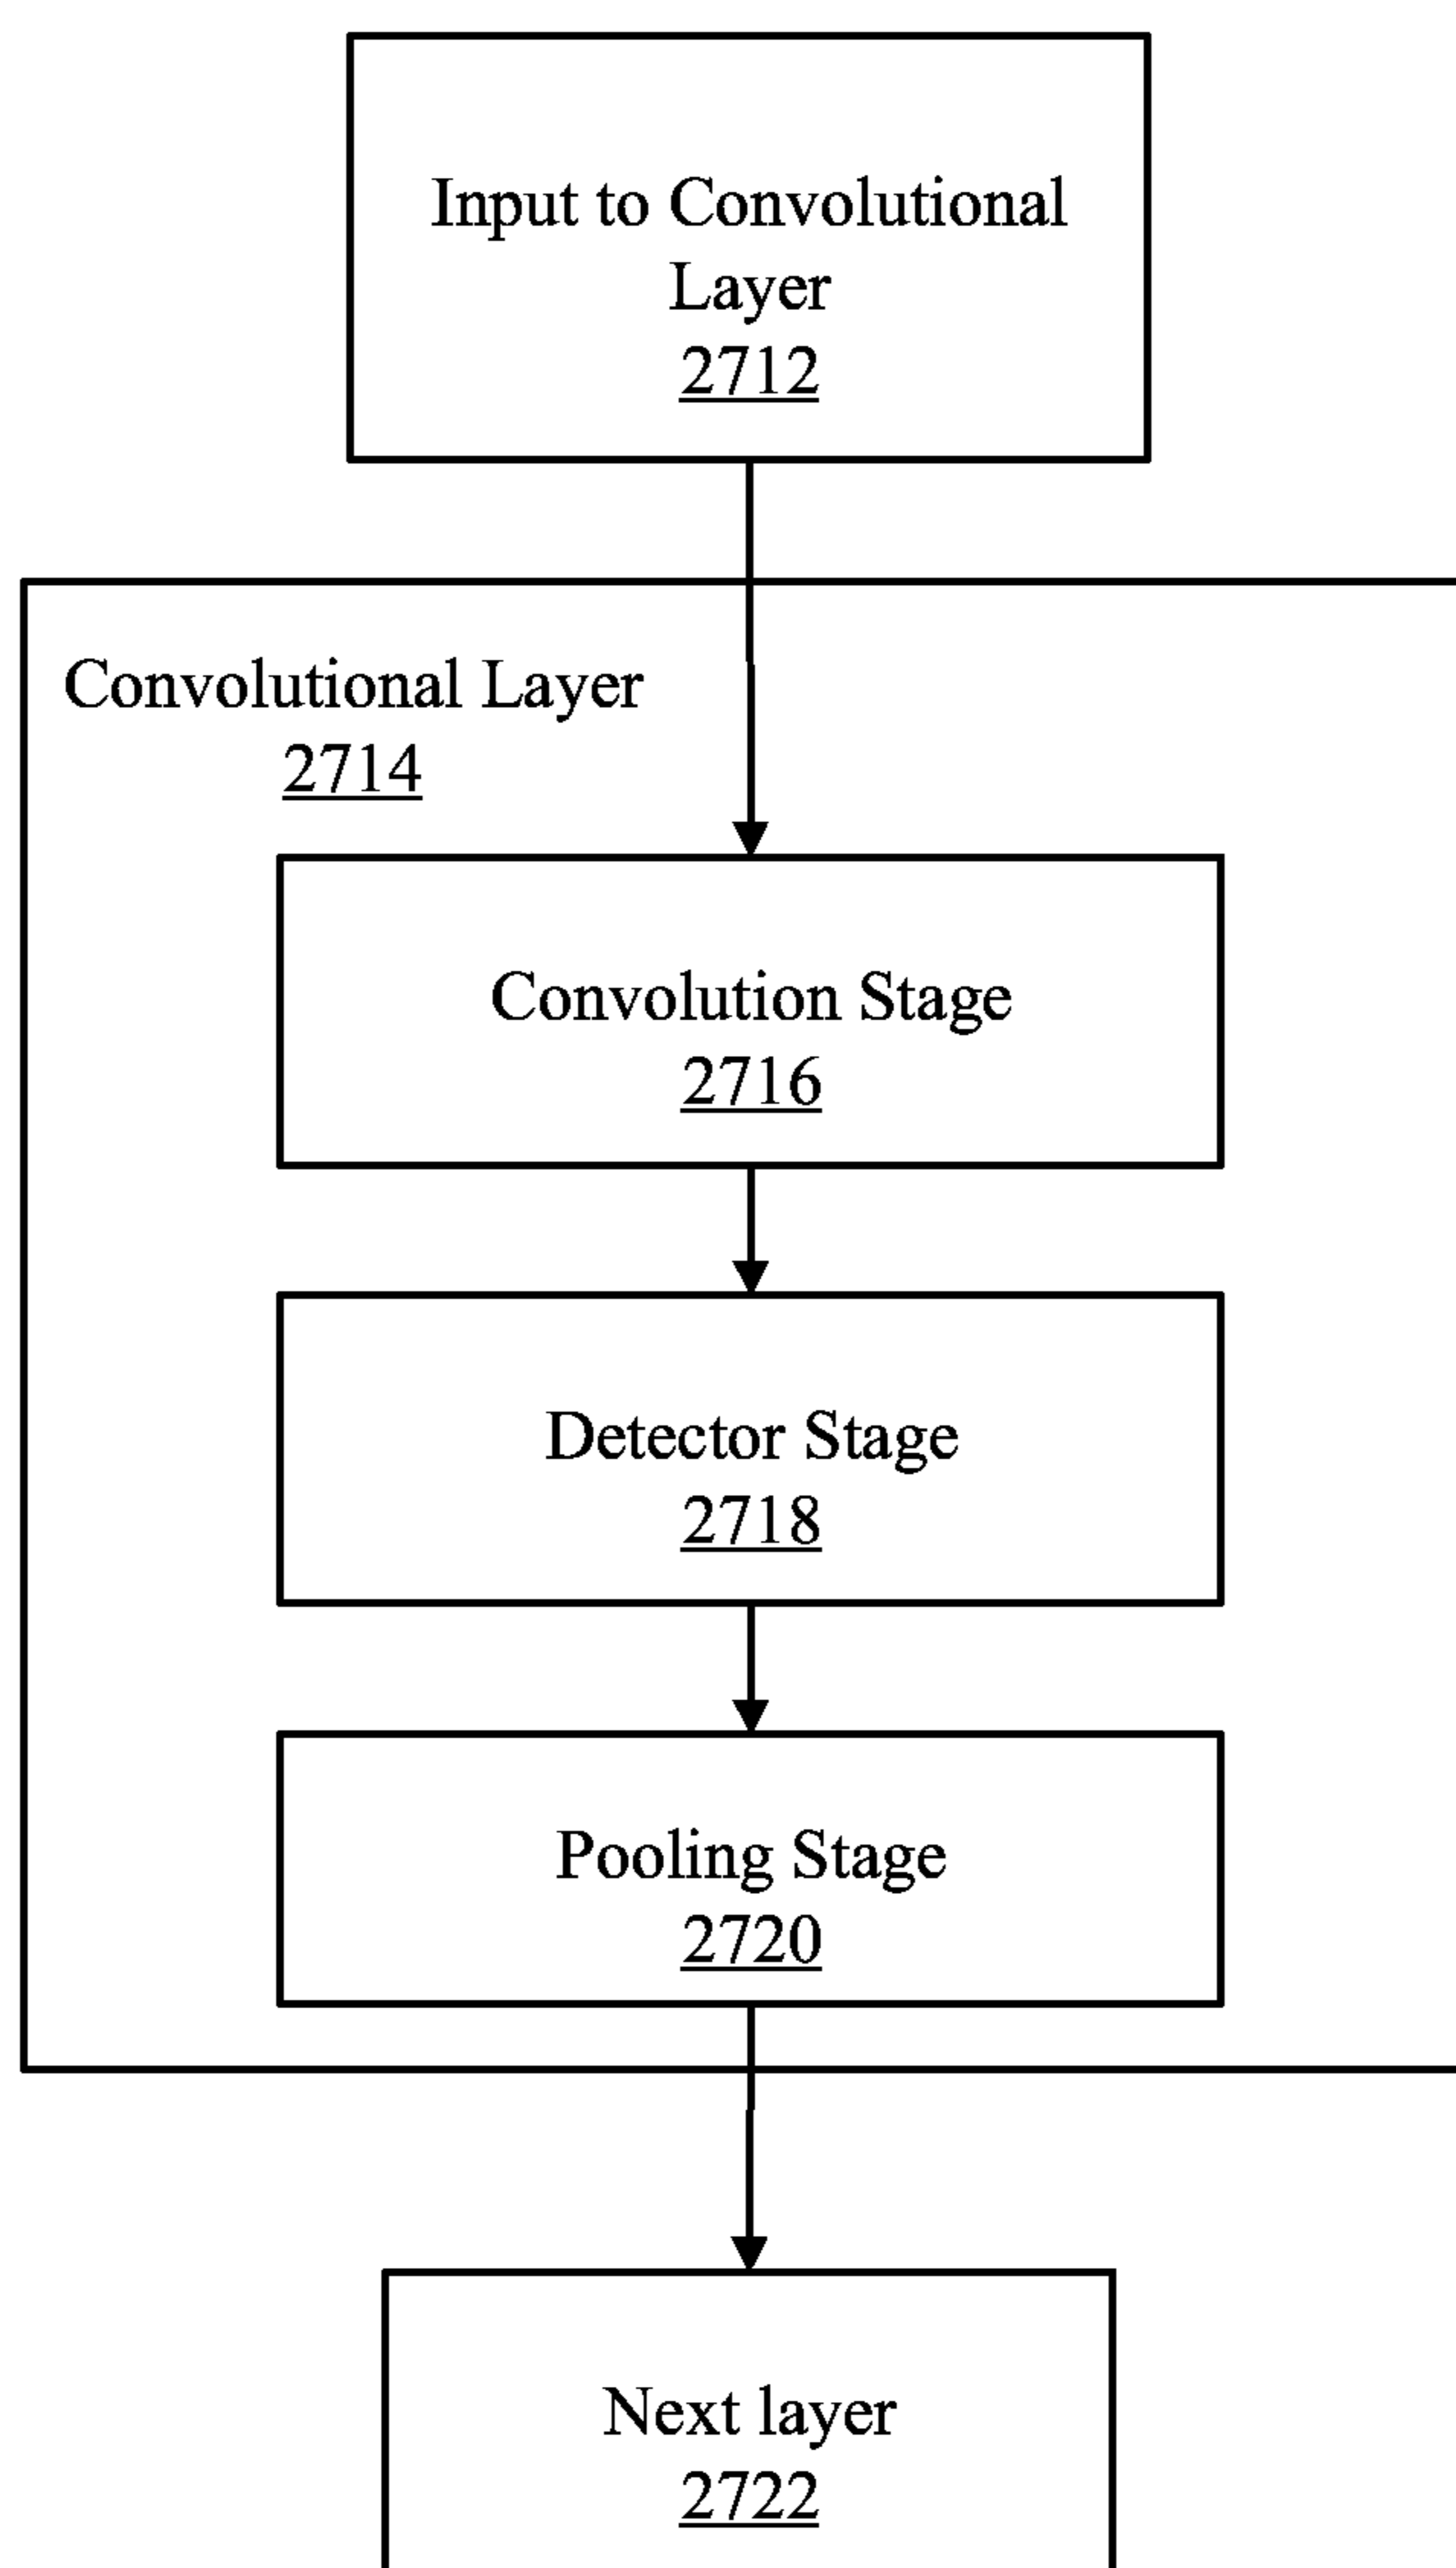 Input to Convolutional
Layer
2712
Convolutional Layer
2714
Convolution Stage
2716
Detector Stage
2718
Pooling Stage
2720
Next layer
2722